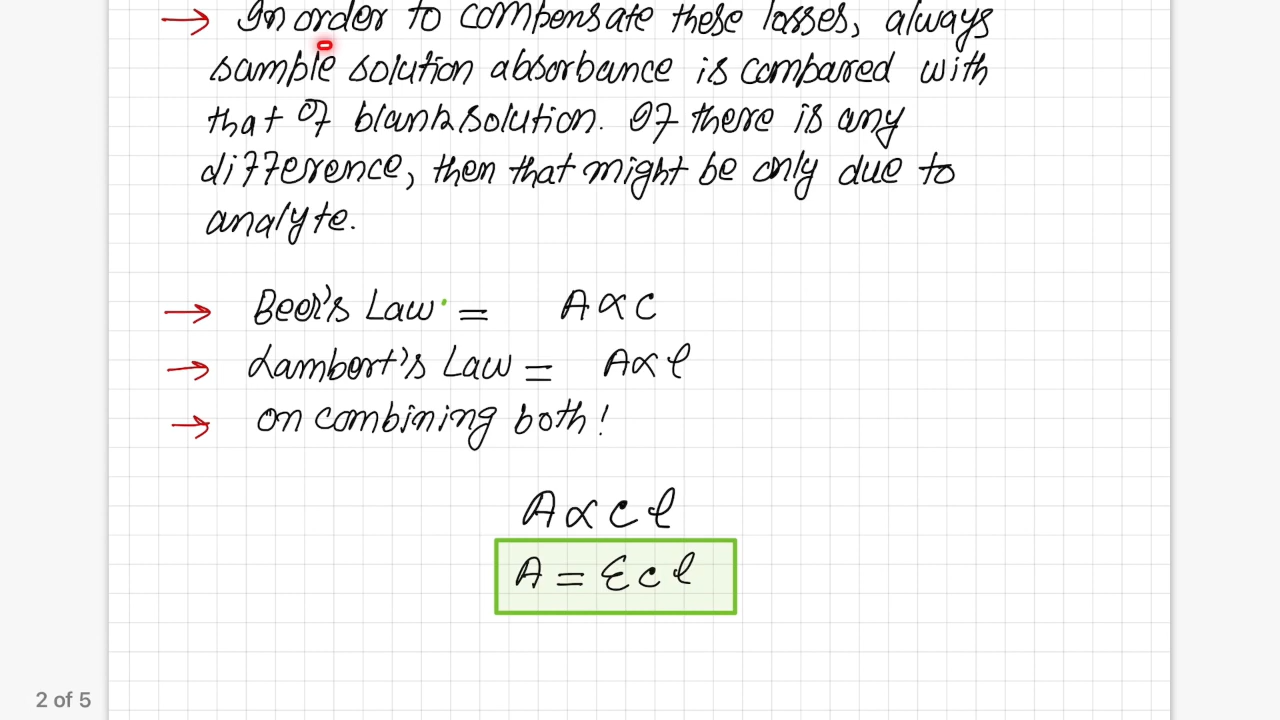 → In order to compensate these losses, always
sample solution absorbance is compared with
that of blank solution. If there is any
difference, then that might be only due to
analyte.
→ Beer's Law = A ∝ c
→ Lambert's Law = A ∝ l
→ on combining both!
A ∝ c l
A = Ɛ c l
2 of 5